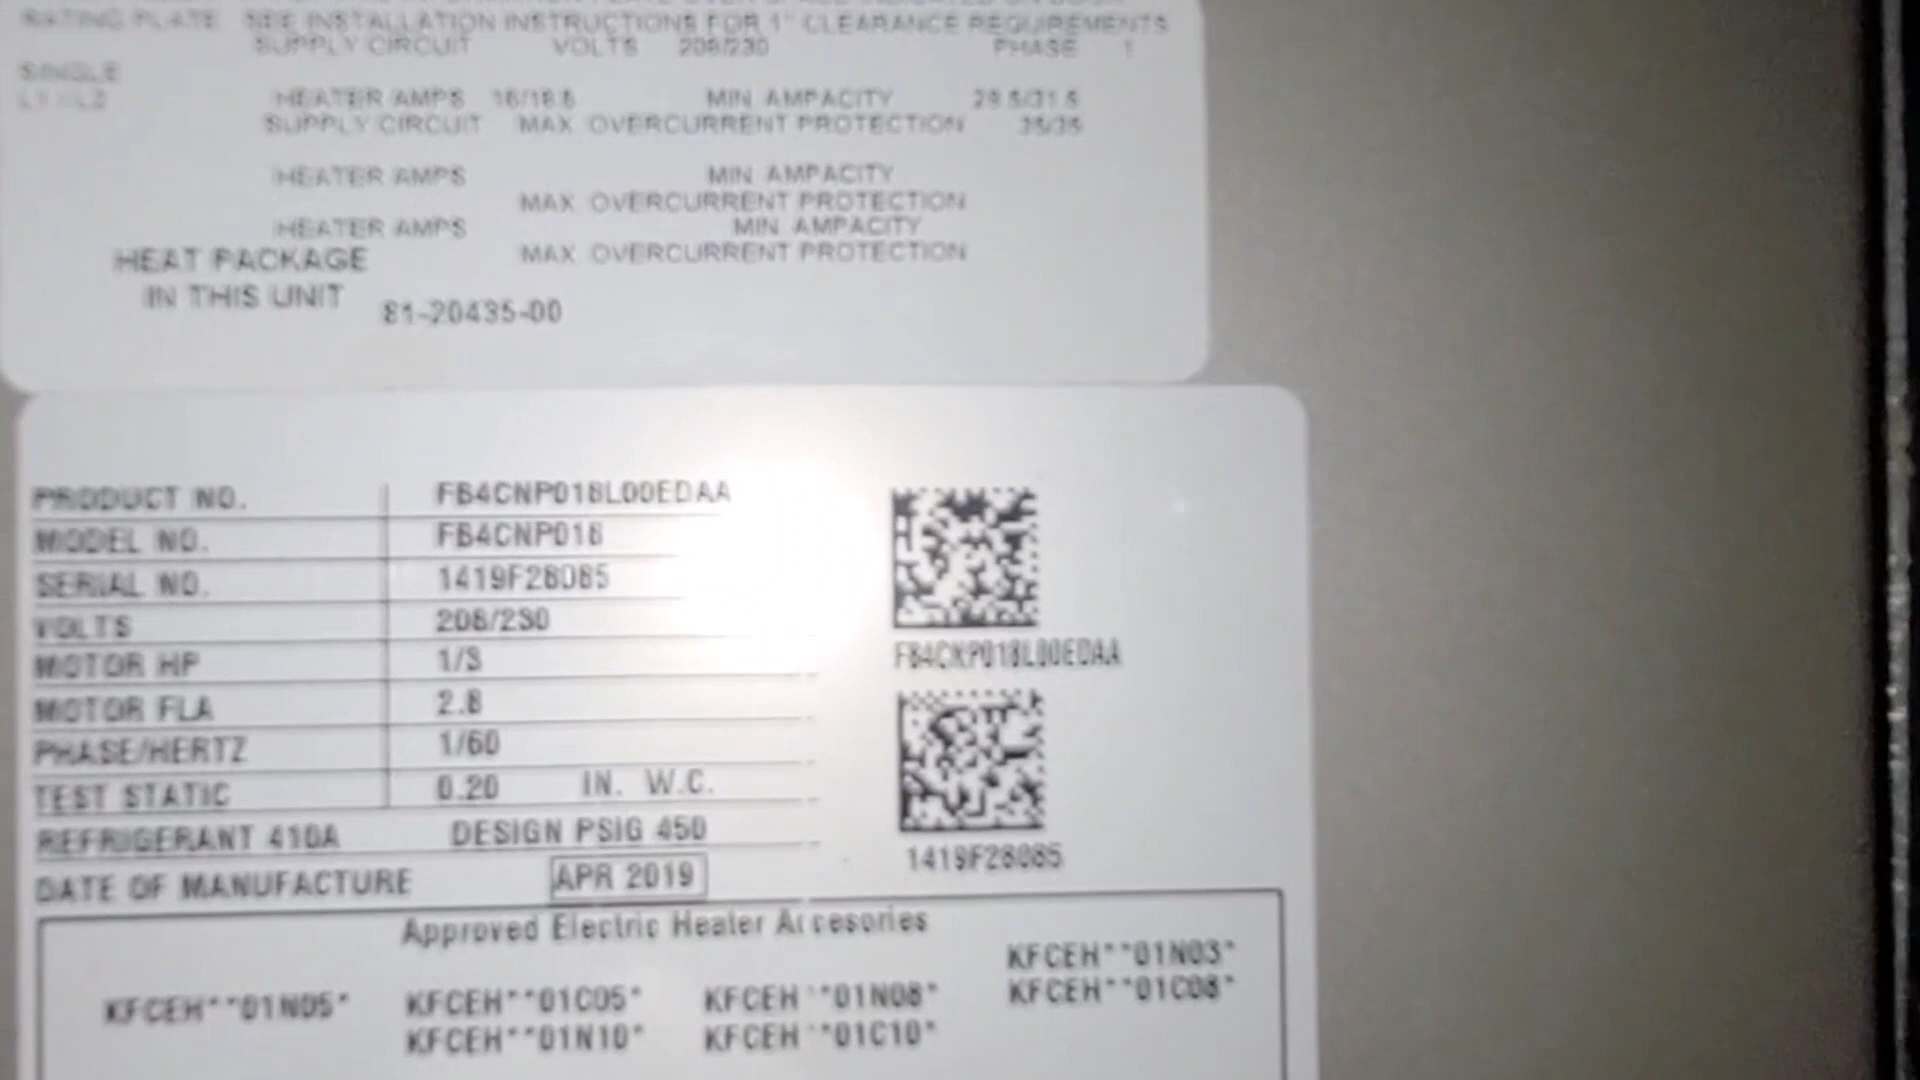 RATING PLATE SEE INSTALLATION INSTRUCTIONS FOR 1" CLEARANCE REQUIREMENTS
SUPPLY CIRCUIT VOLTS 208/230 PHASE 1
SINGLE
L1 L2
HEATER AMPS 16/18.5 MIN. AMPACITY 28.5/31.5
SUPPLY CIRCUIT MAX. OVERCURRENT PROTECTION 35/35
HEATER AMPS MIN. AMPACITY
MAX. OVERCURRENT PROTECTION
HEATER AMPS MIN. AMPACITY
MAX. OVERCURRENT PROTECTION
HEAT PACKAGE
IN THIS UNIT 81-20435-00
PRODUCT NO. FB4CNP018L00EDAA
MODEL NO. FB4CNP018
SERIAL NO. 1419F28085
VOLTS 208/230
MOTOR HP 1/3
MOTOR FLA 2.8
PHASE/HERTZ 1/60
TEST STATIC 0.20 IN. W.C.
REFRIGERANT 410A DESIGN PSIG 450
DATE OF MANUFACTURE APR 2019
FB4CNP018L00EDAA
1419F28085
Approved Electric Heater Accesories
KFCEH**01N03*
KFCEH**01N05* KFCEH**01C05* KFCEH**01N08* KFCEH**01C08*
KFCEH**01N10* KFCEH**01C10*